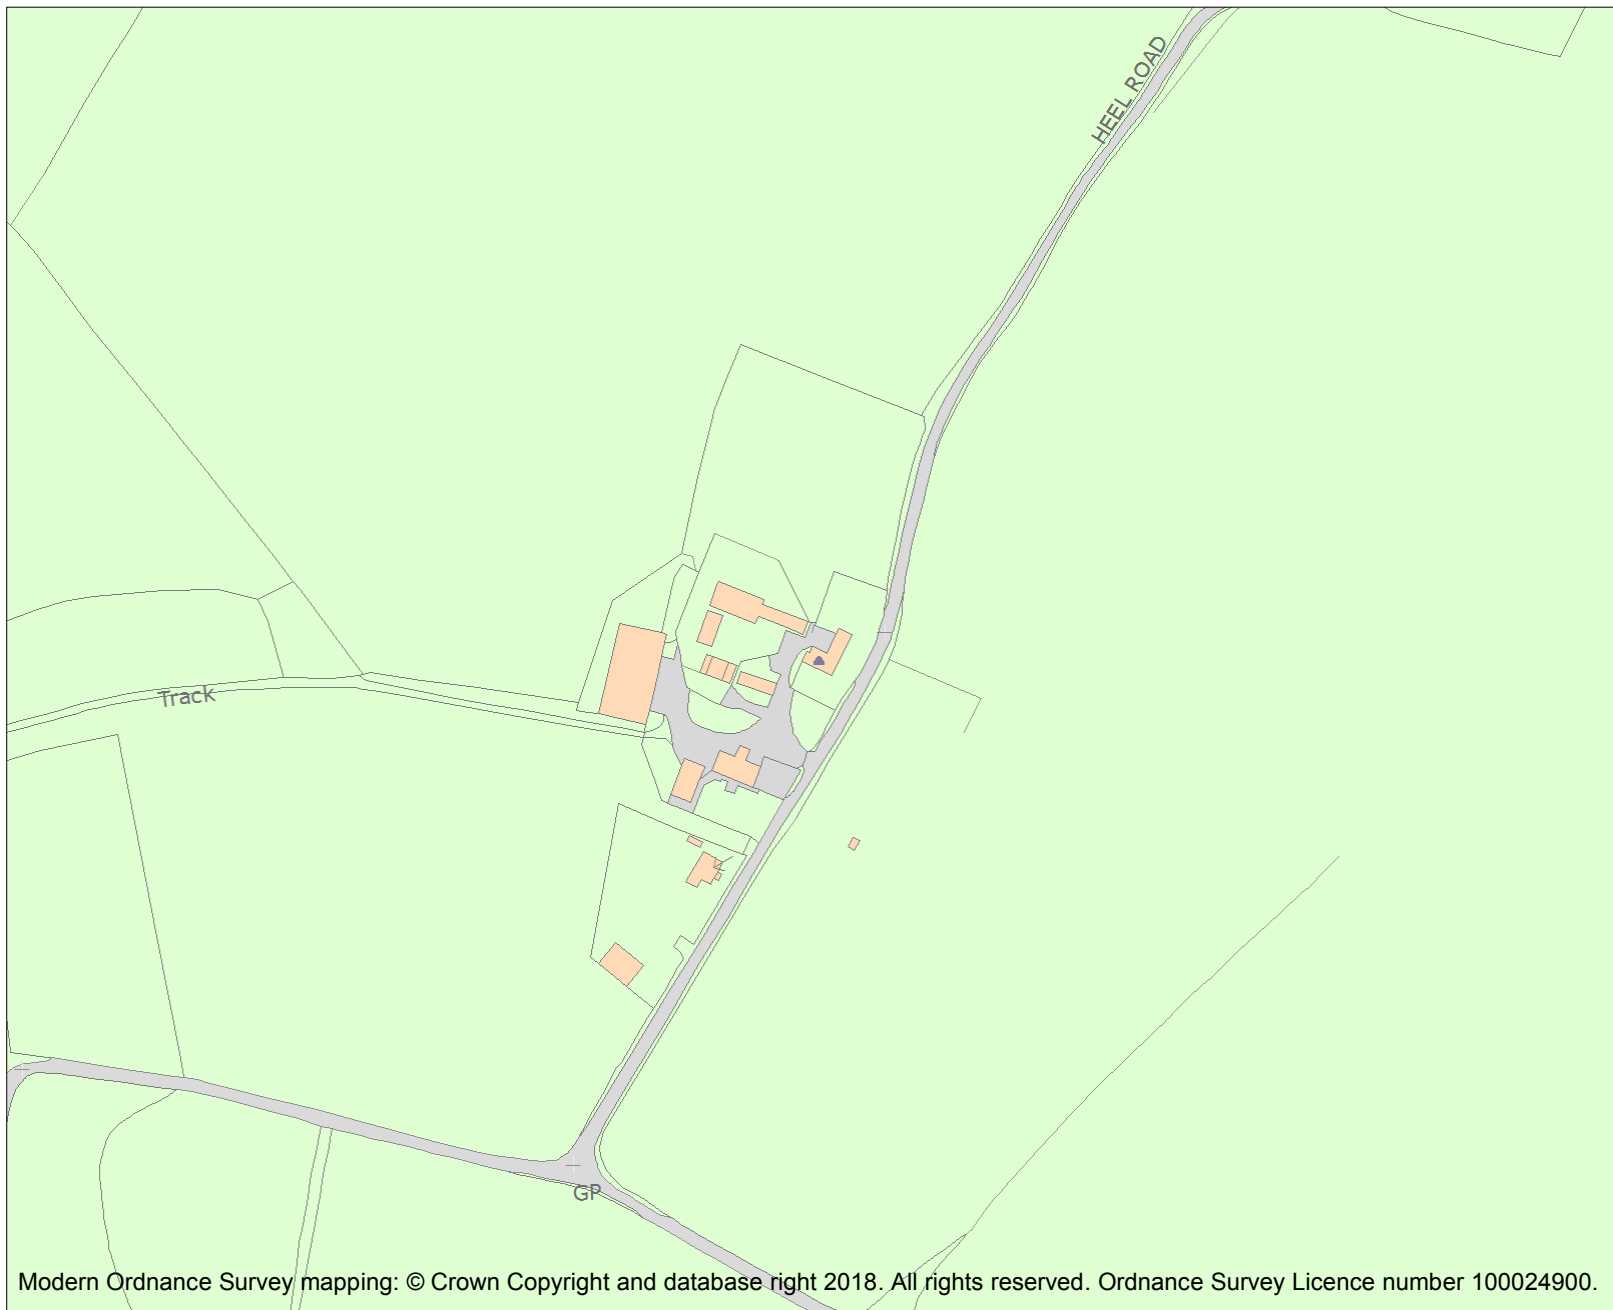 HEEL ROAD
Track
GP
Modern Ordnance Survey mapping: © Crown Copyright and database right 2018. All rights reserved. Ordnance Survey Licence number 100024900.